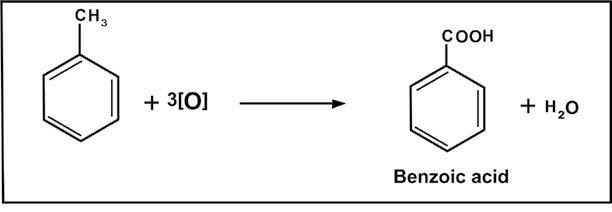 CH₃
COOH
+ 3[O]
+ H₂O
Benzoic acid